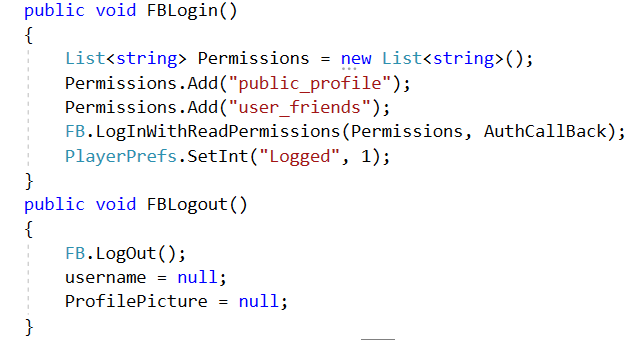 public void FBLogin()
{
List<string> Permissions = new List<string>();
Permissions.Add("public_profile");
Permissions.Add("user_friends");
FB.LogInWithReadPermissions(Permissions, AuthCallBack);
PlayerPrefs.SetInt("Logged", 1);
}
public void FBLogout()
{
FB.LogOut();
username = null;
ProfilePicture = null;
}